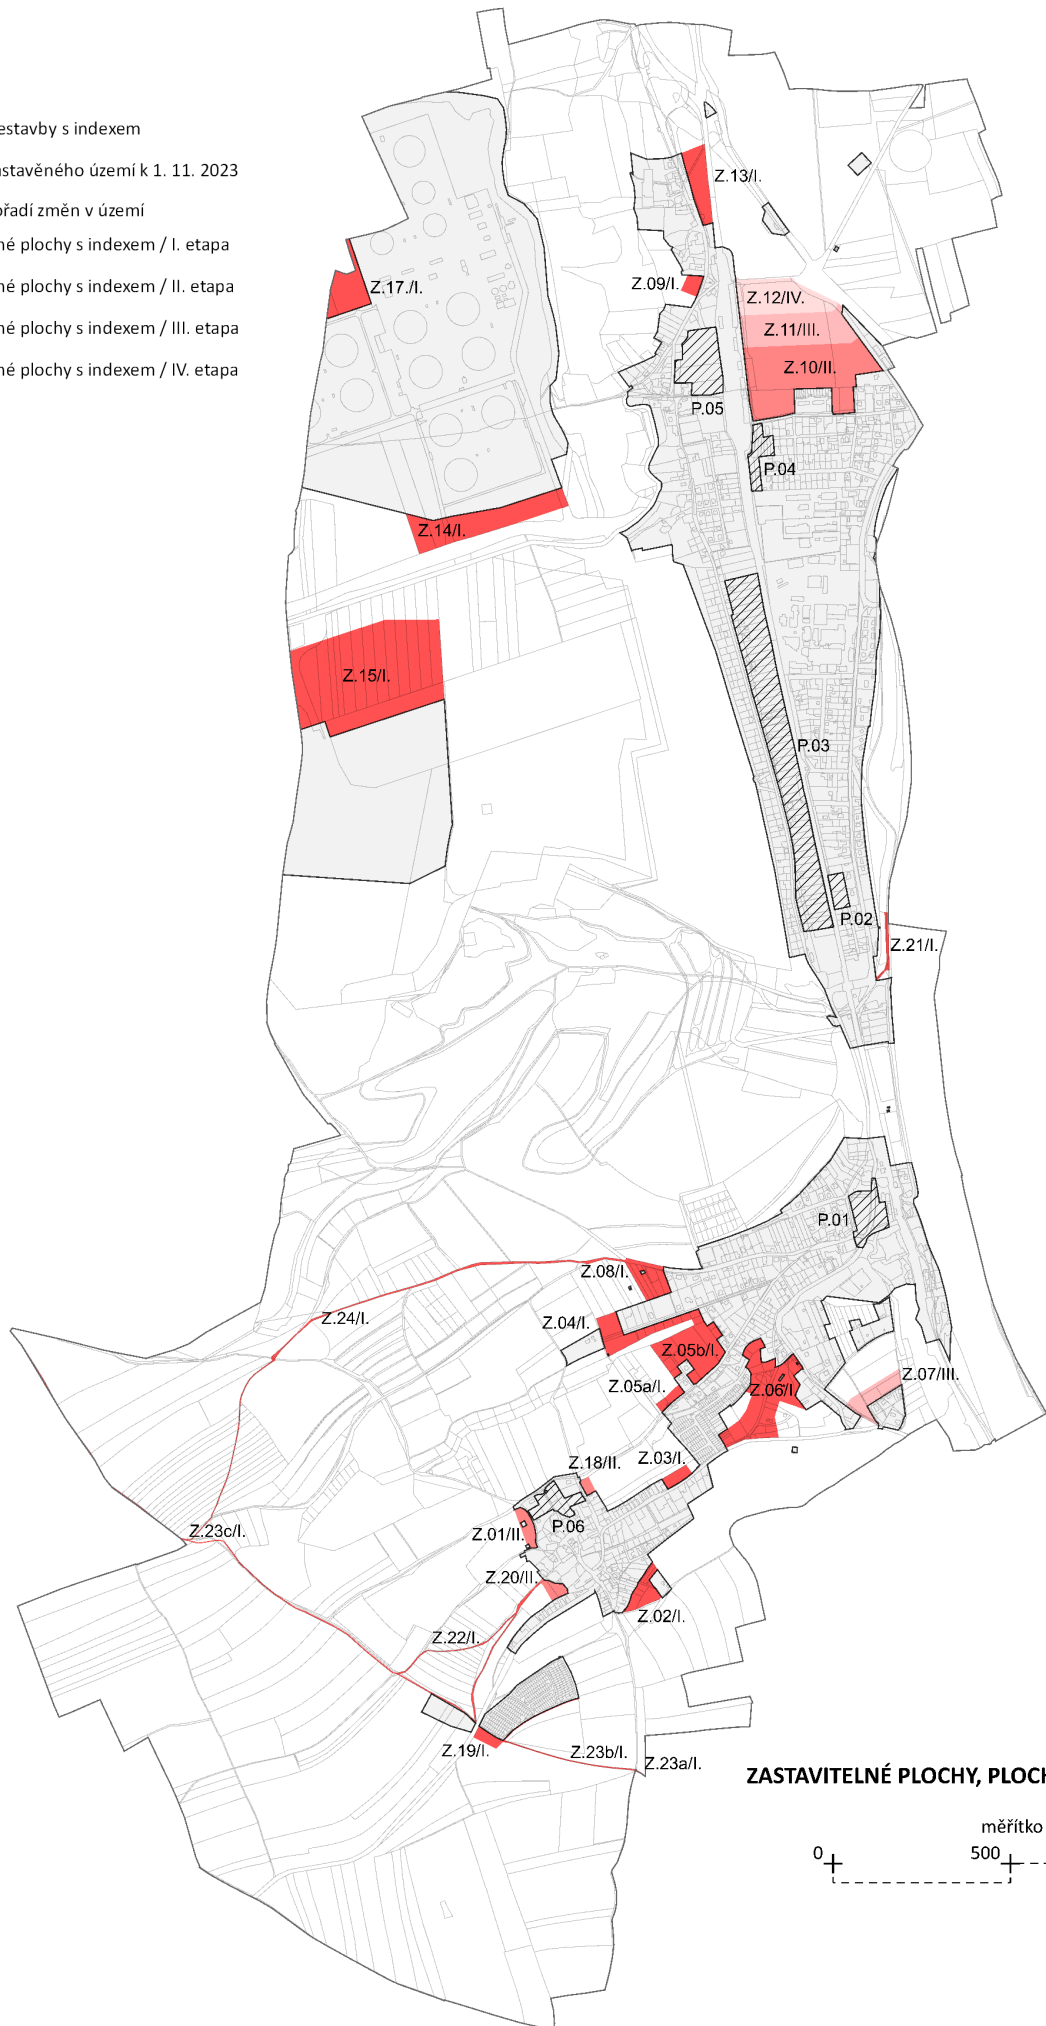 estavby s indexem
stavěného území k 1. 11. 2023
ořadí změn v území
né plochy s indexem / I. etapa
né plochy s indexem / II. etapa
né plochy s indexem / III. etapa
né plochy s indexem / IV. etapa
Z.13/I.
Z.09/I.
Z.17./I.
Z.12/IV.
Z.11/III.
Z.10/II.
P.05
P.04
Z.14/I.
Z.15/I.
P.03
P.02
Z.21/I.
P.01
Z.08/I.
Z.24/I.
Z.04/I.
Z.05b/I.
Z.05a/I.
Z.06/I.
Z.07/III.
Z.03/I.
Z.18/II.
P.06
Z.01/II.
Z.23c/I.
Z.20/II.
Z.02/I.
Z.22/I.
Z.19/I.
Z.23b/I.
Z.23a/I.
ZASTAVITELNÉ PLOCHY, PLOCH
měřítko
0 500